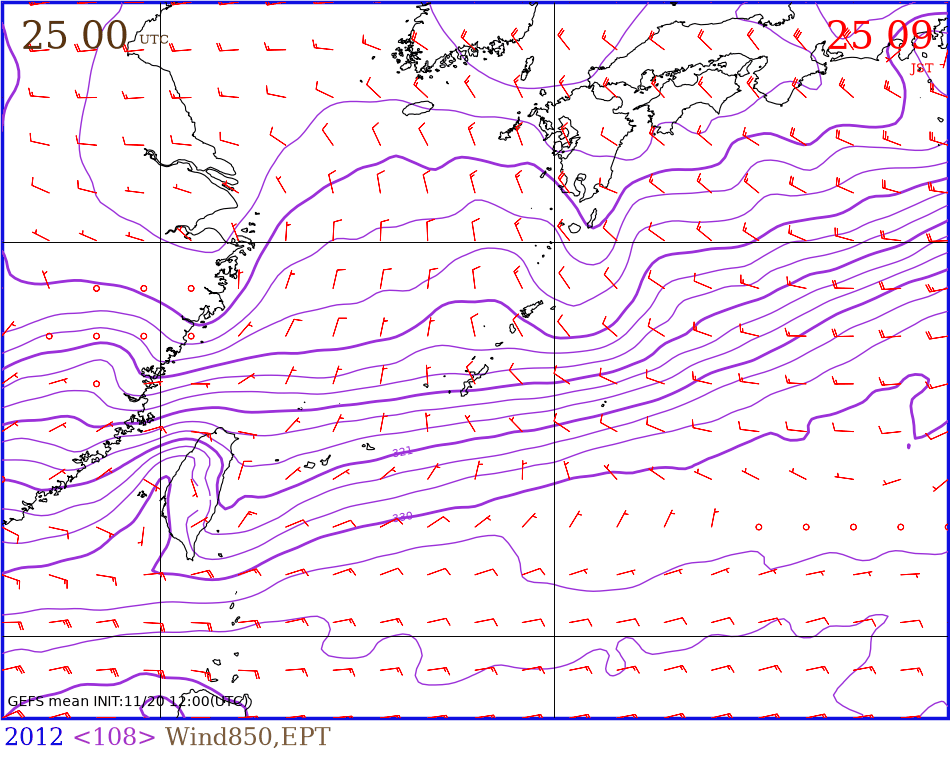 25 00 UTC 25 09
JST
321
330
GEFS mean INIT:11/20 12:00(UTC)
2012 <108> Wind850,EPT